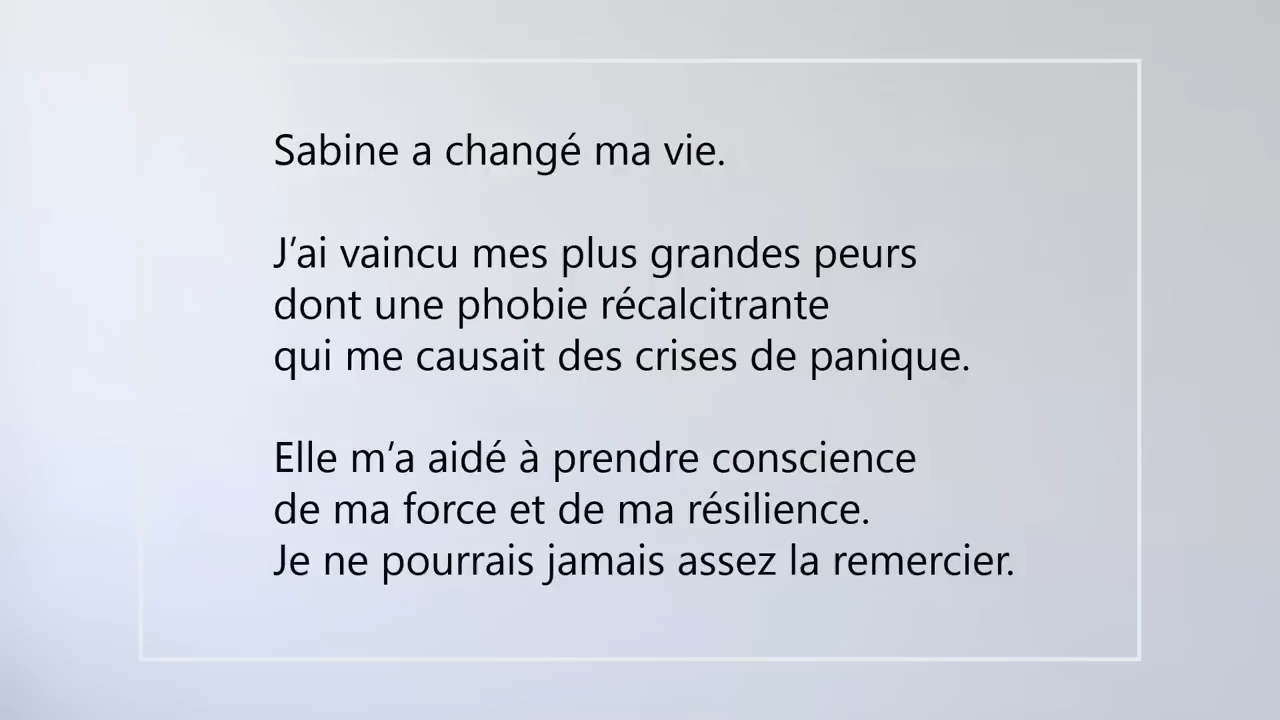 Sabine a changé ma vie.
J’ai vaincu mes plus grandes peurs
dont une phobie récalcitrante
qui me causait des crises de panique.
Elle m’a aidé à prendre conscience
de ma force et de ma résilience.
Je ne pourrais jamais assez la remercier.